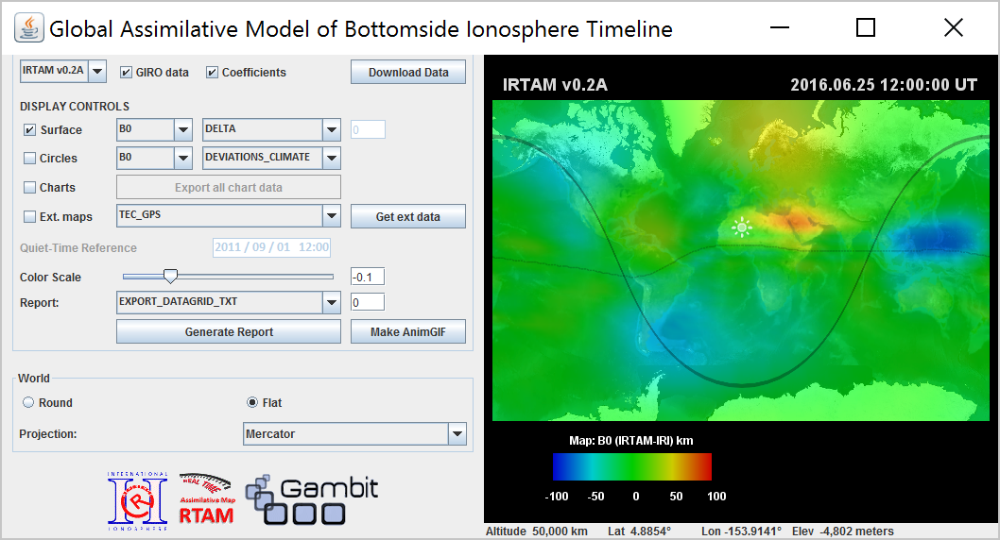 Global Assimilative Model of Bottomside Ionosphere Timeline
IRTAM v0.2A GIRO data Coefficients Download Data
DISPLAY CONTROLS
Surface B0 DELTA 0
Circles B0 DEVIATIONS_CLIMATE
Charts Export all chart data
Ext. maps TEC_GPS Get ext data
Quiet-Time Reference 2011 / 09 / 01 12:00
Color Scale -0.1
Report: EXPORT_DATAGRID_TXT 0
Generate Report Make AnimGIF
World
Round Flat
Projection: Mercator
INTERNATIONAL
I R I
IONOSPHERE
REAL TIME
Assimilative Map
RTAM
Gambit
IRTAM v0.2A 2016.06.25 12:00:00 UT
Map: B0 (IRTAM-IRI) km
-100 -50 0 50 100
Altitude 50,000 km Lat 4.8854° Lon -153.9141° Elev -4,802 meters